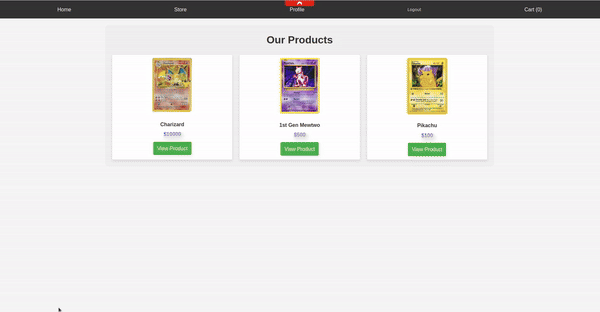 Home Store Profile Logout Cart (0)
Our Products
Charizard 1st Gen Mewtwo Pikachu
$10000 $500 $100
View Product View Product View Product